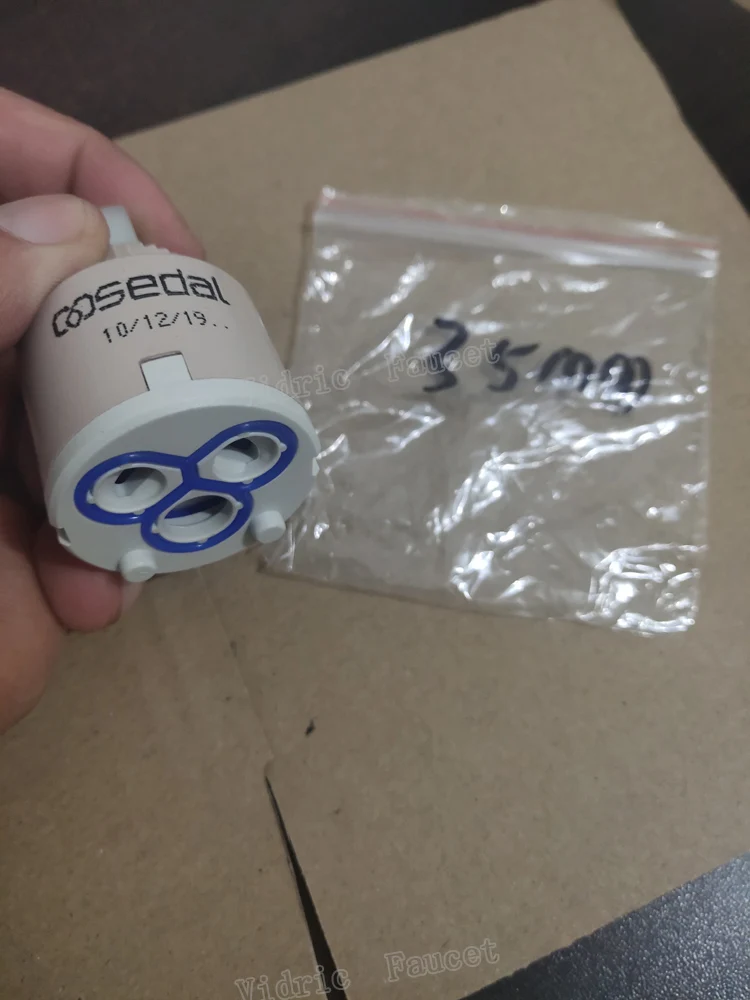 sedal
10/12/19..
35mm
Vidric Faucet
Vidric Faucet